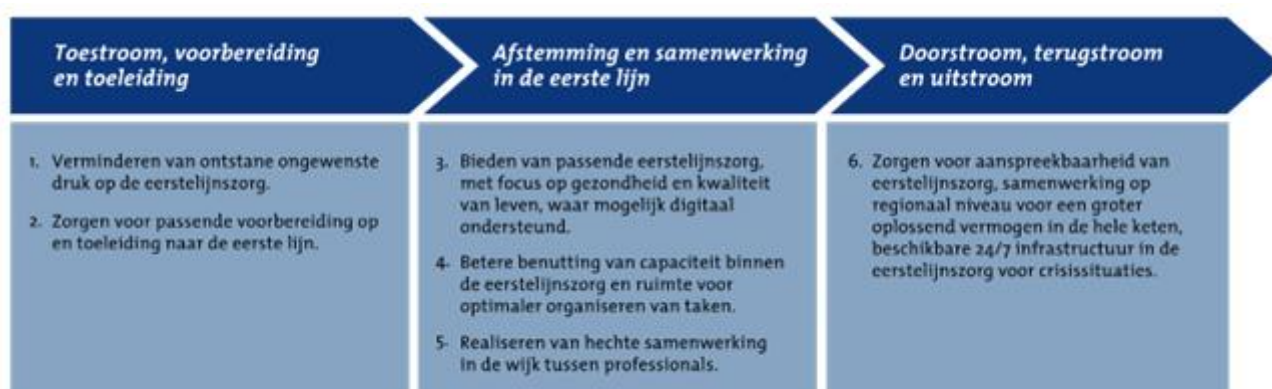 Toestroom, voorbereiding
en toeleiding
Afstemming en samenwerking
in de eerste lijn
Doorstroom, terugstroom
en uitstroom
1. Verminderen van ontstane ongewenste
druk op de eerstelijnszorg.
2. Zorgen voor passende voorbereiding op
en toeleiding naar de eerste lijn.
3. Bieden van passende eerstelijnszorg,
met focus op gezondheid en kwaliteit
van leven, waar mogelijk digitaal
ondersteund.
4. Betere benutting van capaciteit binnen
de eerstelijnszorg en ruimte voor
optimaler organiseren van taken.
5. Realiseren van hechte samenwerking
in de wijk tussen professionals.
6. Zorgen voor aanspreekbaarheid van
eerstelijnszorg, samenwerking op
regionaal niveau voor een groter
oplossend vermogen in de hele keten,
beschikbare 24/7 infrastructuur in de
eerstelijnszorg voor crisissituaties.